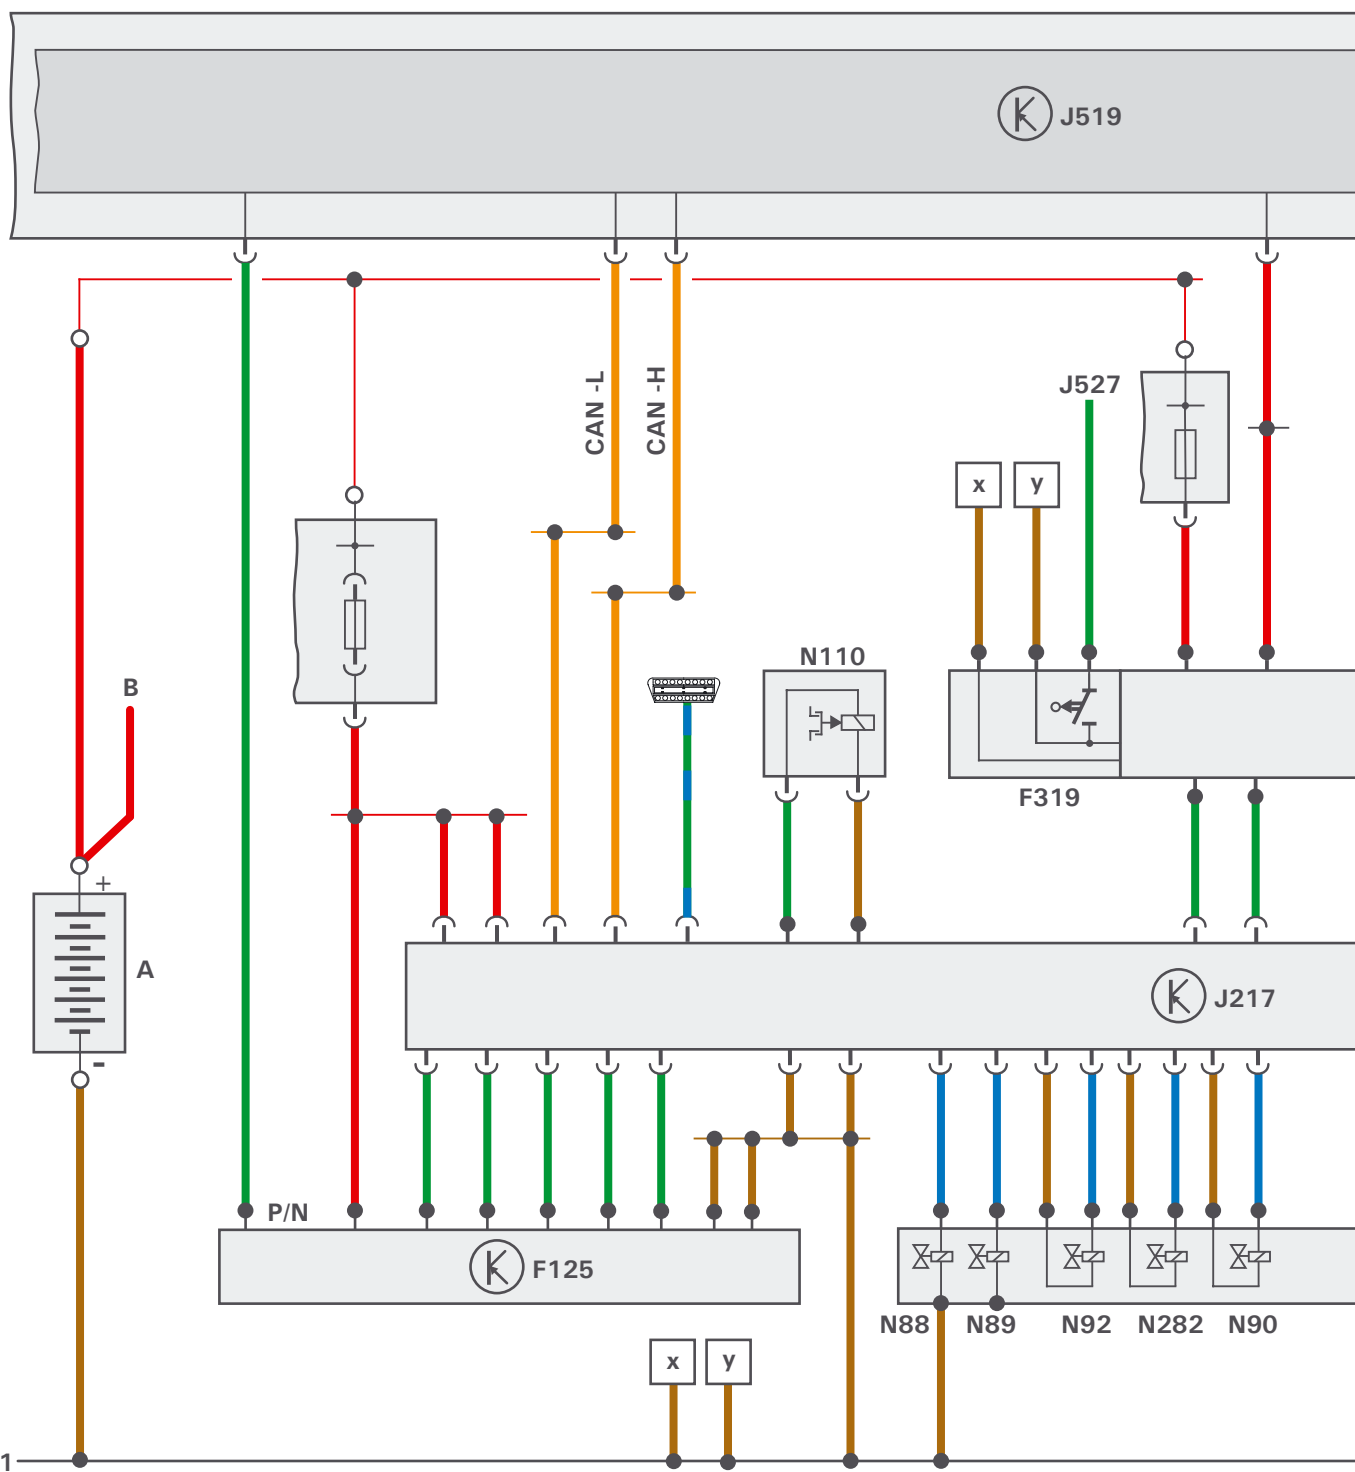 J519
CAN -L
CAN -H
J527
x
y
N110
B
F319
+
A
J217
-
P/N
F125
N88
N89
N92
N282
N90
x
y
1